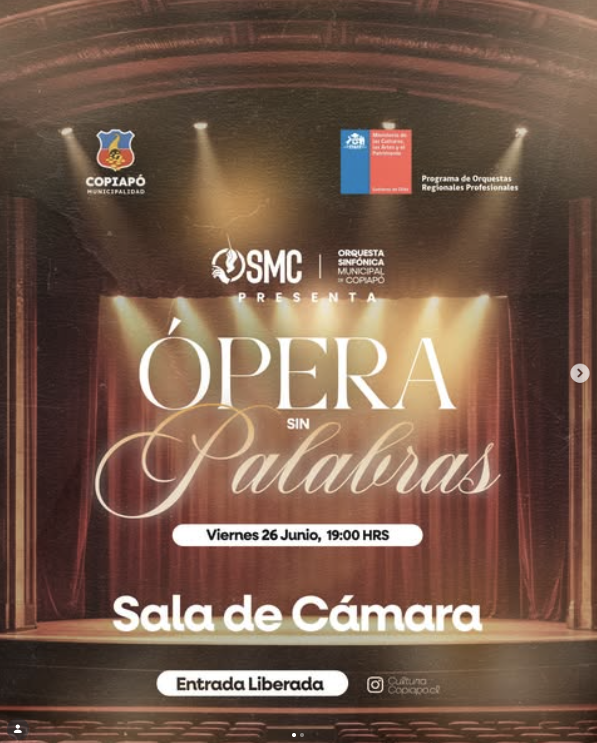 COPIAPÓ
MUNICIPALIDAD
Ministerio de
las Culturas,
las Artes y el
Patrimonio
Gobierno de Chile
Programa de Orquestas
Regionales Profesionales
OSMC
ORQUESTA
SINFÓNICA
MUNICIPAL
DE COPIAPÓ
PRESENTA
ÓPERA
SIN
Palabras
Viernes 26 Junio, 19:00 HRS
Sala de Cámara
Entrada Liberada
Cultura
Copiapo.cl